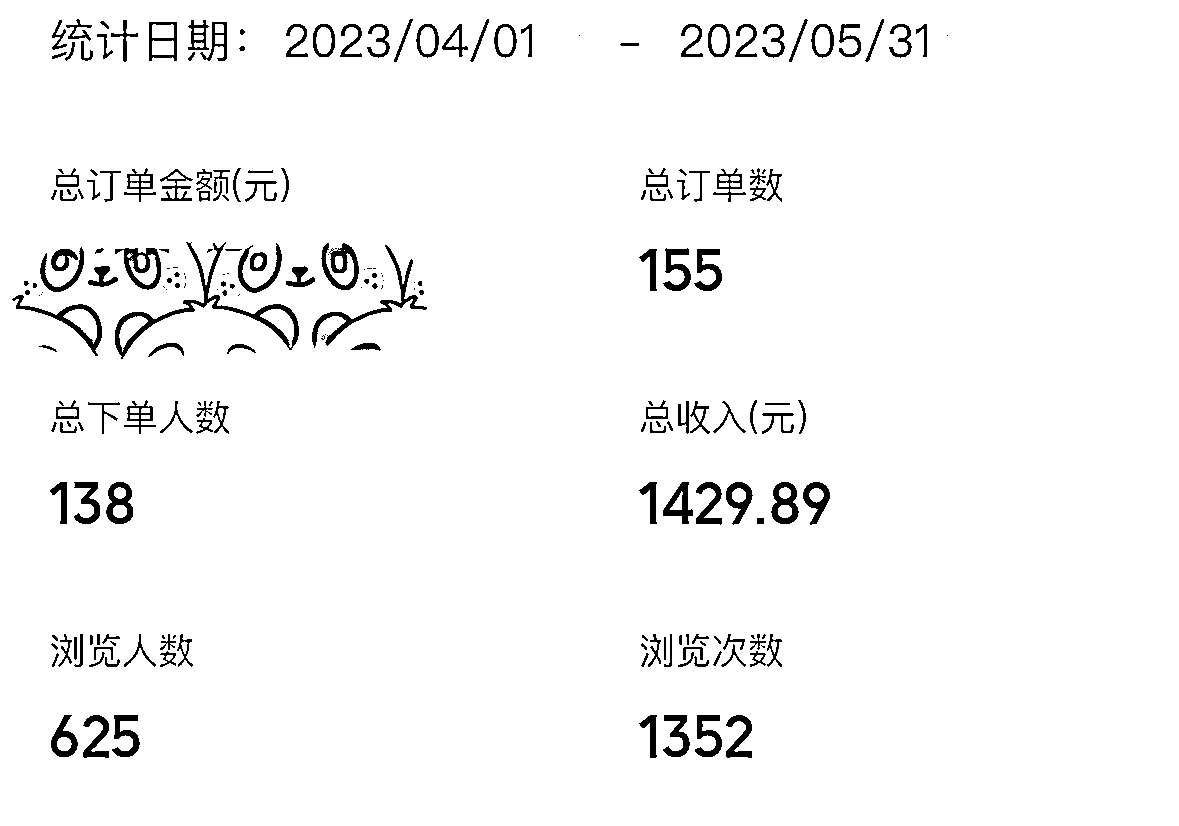 统计日期: 2023/04/01 - 2023/05/31
总订单金额(元) 总订单数
155
总下单人数 总收入(元)
138 1429.89
浏览人数 浏览次数
625 1352